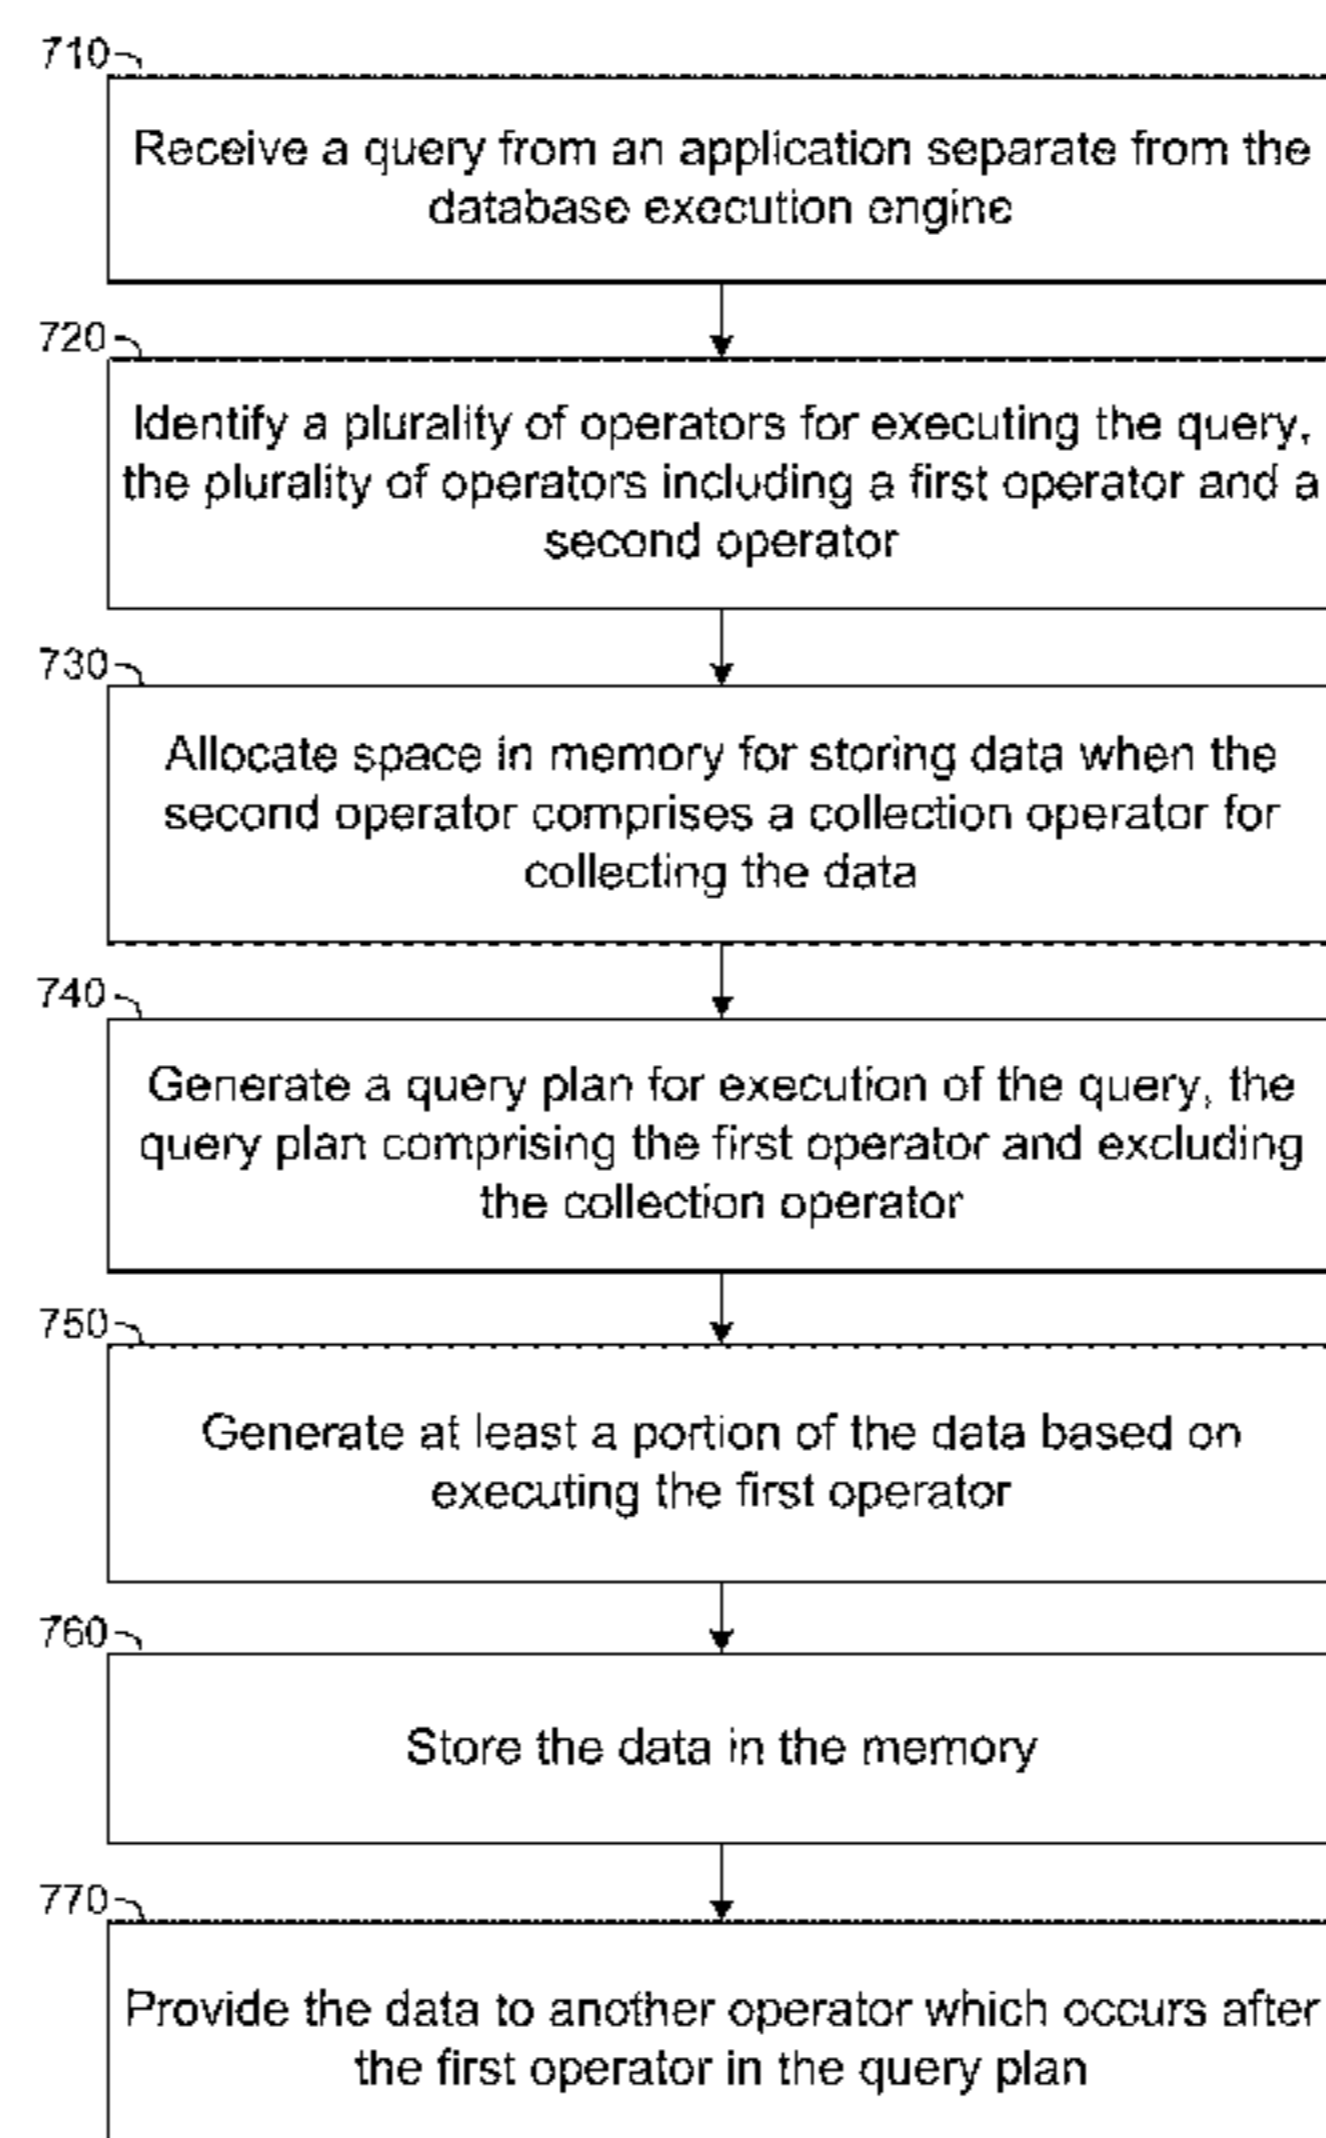 710
Receive a query from an application separate from the
database execution engine
720
Identify a plurality of operators for executing the query,
the plurality of operators including a first operator and a
second operator
730
Allocate space in memory for storing data when the
second operator comprises a collection operator for
collecting the data
740
Generate a query plan for execution of the query, the
query plan comprising the first operator and excluding
the collection operator
750
Generate at least a portion of the data based on
executing the first operator
760
Store the data in the memory
770
Provide the data to another operator which occurs after
the first operator in the query plan